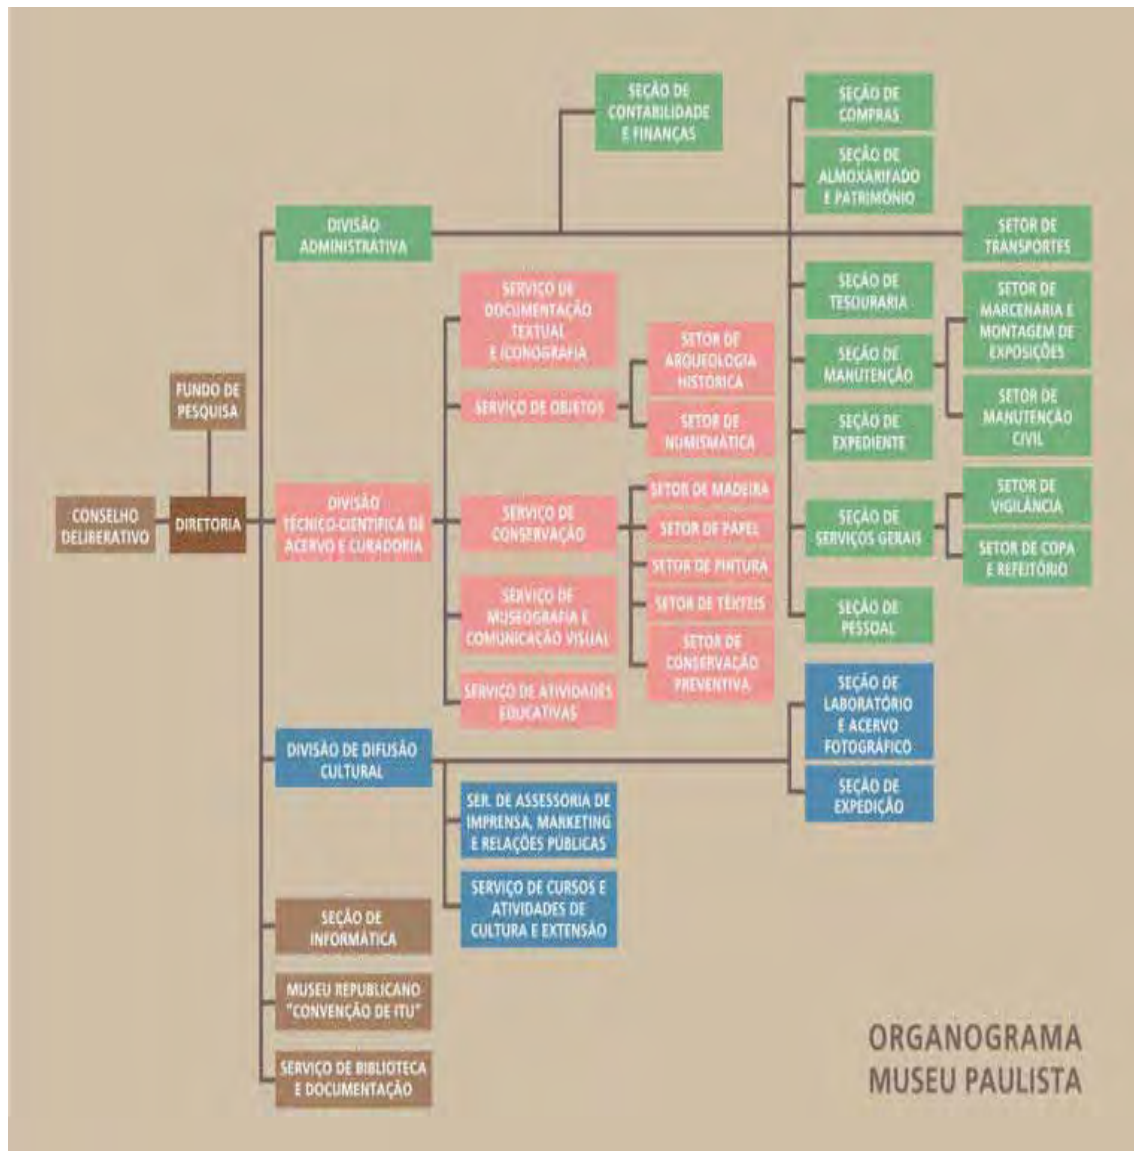 SEÇÃO DE
CONTABILIDADE
E FINANÇAS
SEÇÃO DE
COMPRAS
SEÇÃO DE
ALMOXARIFADO
E PATRIMÔNIO
DIVISÃO
ADMINISTRATIVA
SETOR DE
TRANSPORTES
SERVIÇO DE
DOCUMENTAÇÃO
TEXTUAL
E ICONOGRAFIA
SEÇÃO DE
TESOURARIA
SETOR DE
MARCENARIA E
MONTAGEM DE
EXPOSIÇÕES
SETOR DE
ARQUEOLOGIA
HISTÓRICA
SEÇÃO DE
MANUTENÇÃO
FUNDO DE
PESQUISA
SERVIÇO DE OBJETOS
SETOR DE
NUMISMÁTICA
SEÇÃO DE
EXPEDIENTE
SETOR DE
MANUTENÇÃO
CIVIL
CONSELHO
DELIBERATIVO
DIRETORIA
DIVISÃO
TÉCNICO-CIENTÍFICA DE
ACERVO E CURADORIA
SERVIÇO DE
CONSERVAÇÃO
SETOR DE MADEIRA
SETOR DE PAPEL
SETOR DE PINTURA
SETOR DE TÊXTEIS
SETOR DE
CONSERVAÇÃO
PREVENTIVA
SEÇÃO DE
SERVIÇOS GERAIS
SETOR DE
VIGILÂNCIA
SETOR DE COPA
E REFEITÓRIO
SERVIÇO DE
MUSEOGRAFIA E
COMUNICAÇÃO VISUAL
SEÇÃO DE
PESSOAL
SERVIÇO DE ATIVIDADES
EDUCATIVAS
SEÇÃO DE
LABORATÓRIO
E ACERVO
FOTOGRÁFICO
DIVISÃO DE DIFUSÃO
CULTURAL
SEÇÃO DE
EXPEDIÇÃO
SER. DE ASSESSORIA DE
IMPRENSA, MARKETING
E RELAÇÕES PÚBLICAS
SERVIÇO DE CURSOS E
ATIVIDADES DE
CULTURA E EXTENSÃO
SEÇÃO DE
INFORMÁTICA
MUSEU REPUBLICANO
"CONVENÇÃO DE ITU"
SERVIÇO DE BIBLIOTECA
E DOCUMENTAÇÃO
ORGANOGRAMA
MUSEU PAULISTA